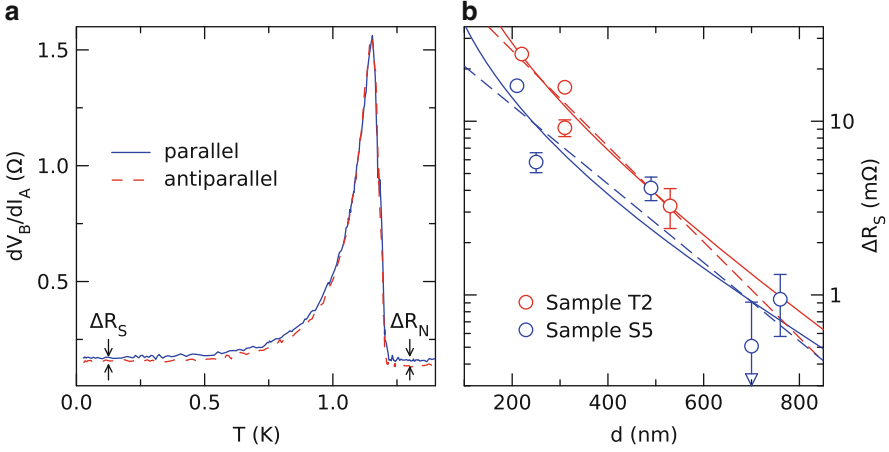 a
1.5
1.0
0.5
dV_B/dI_A (Ω)
parallel
antiparallel
ΔR_S
ΔR_N
0.0
0.5
1.0
T (K)
b
10
1
ΔR_S (mΩ)
Sample T2
Sample S5
200
400
600
800
d (nm)